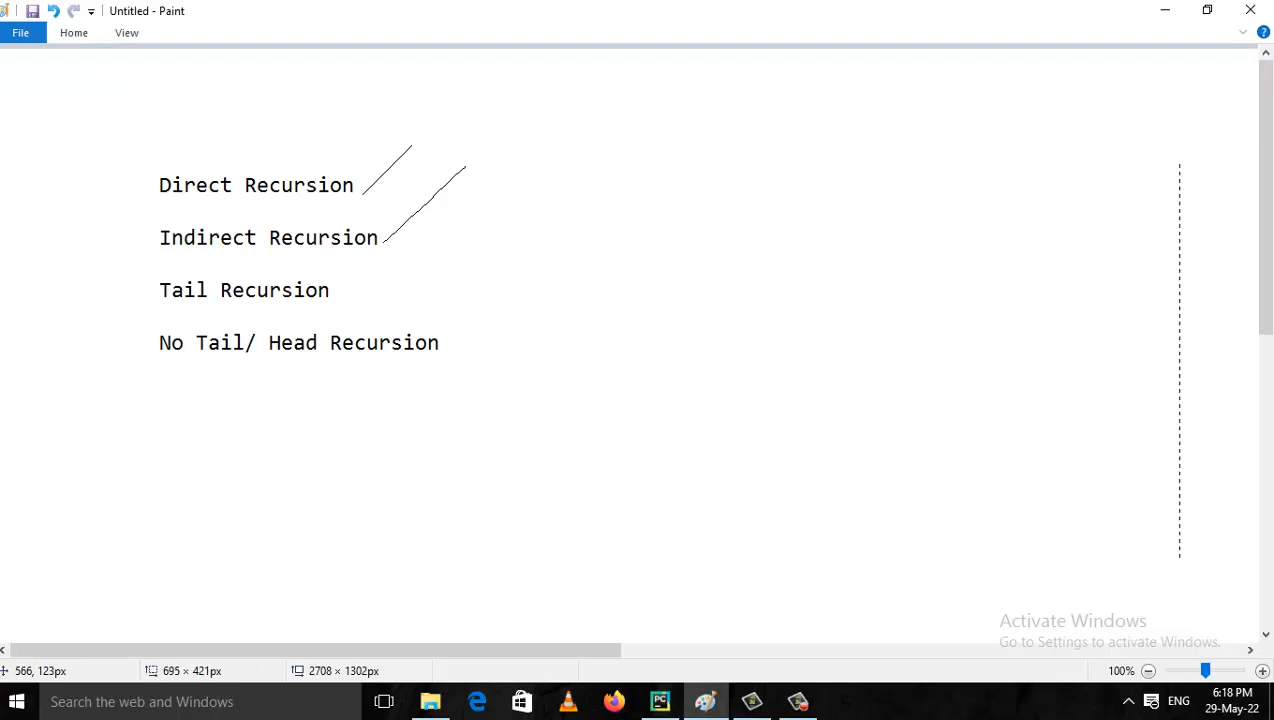 Untitled - Paint
File Home View
Direct Recursion
Indirect Recursion
Tail Recursion
No Tail/ Head Recursion
Activate Windows
Go to Settings to activate Windows.
566, 123px 695 × 421px 2708 × 1302px 100%
Search the web and Windows
ENG
6:18 PM
29-May-22